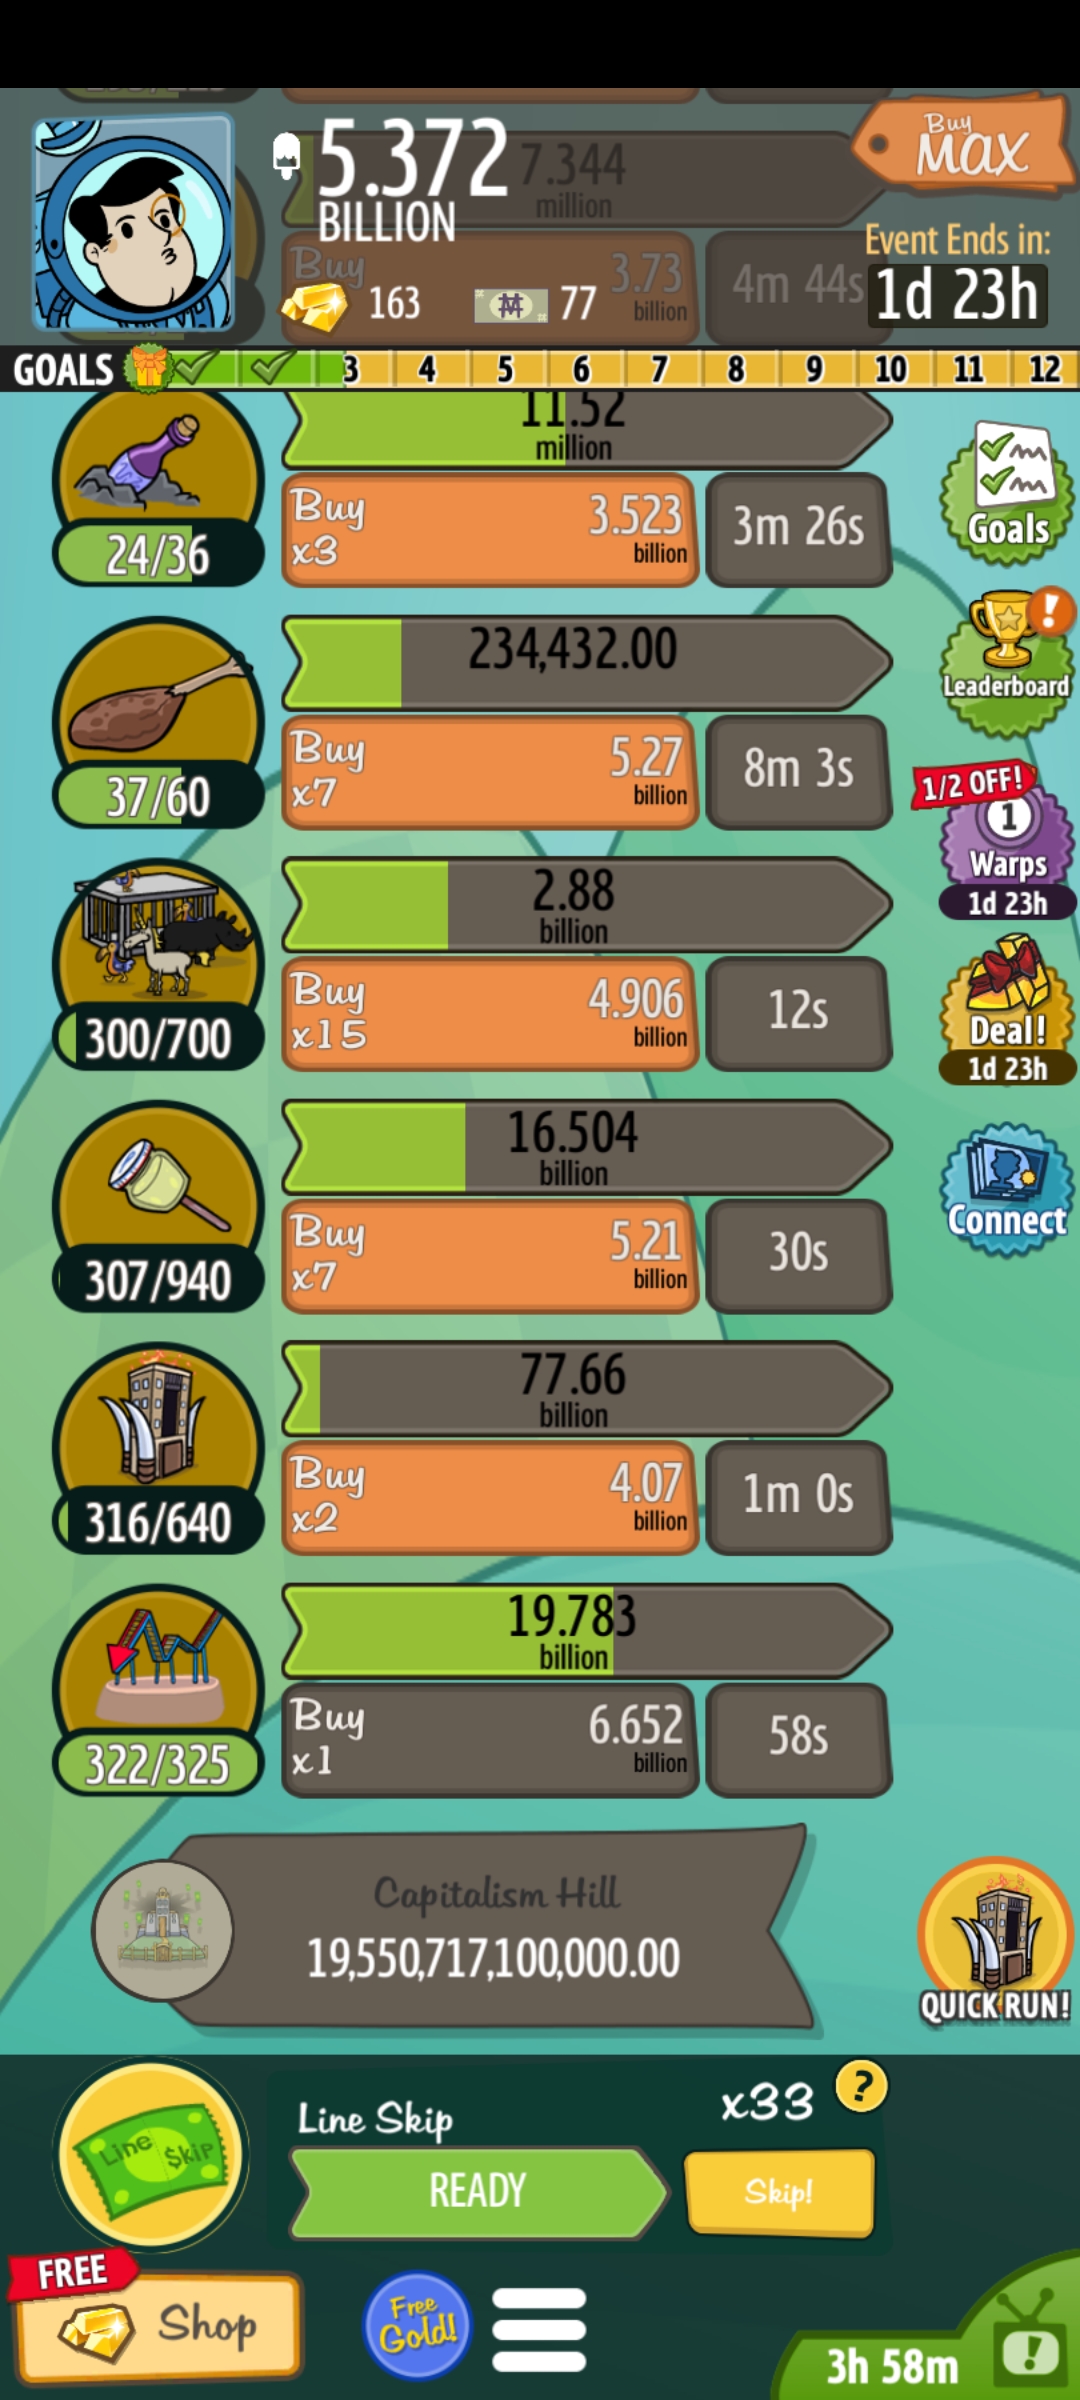 Buy
MAX
5.372
7.344
BILLION
million
Event Ends in:
Buy
3.73
billion
4m 44s
1d 23h
163
77
GOALS 3 4 5 6 7 8 9 10 11 12
11.52
million
Buy
x3
3.523
billion
3m 26s
24/36
Goals
234,432.00
Leaderboard
!
Buy
x7
5.27
billion
8m 3s
37/60
1/2 OFF!
1
Warps
1d 23h
2.88
billion
Buy
x15
4.906
billion
12s
300/700
Deal!
1d 23h
16.504
billion
Buy
x7
5.21
billion
30s
307/940
Connect
77.66
billion
Buy
x2
4.07
billion
1m 0s
316/640
19.783
billion
Buy
x1
6.652
billion
58s
322/325
Capitalism Hill
19,550,717,100,000.00
QUICK RUN!
Line $kip
Line Skip
x33
?
READY
Skip!
FREE
Shop
Free
Gold!
3h 58m
!